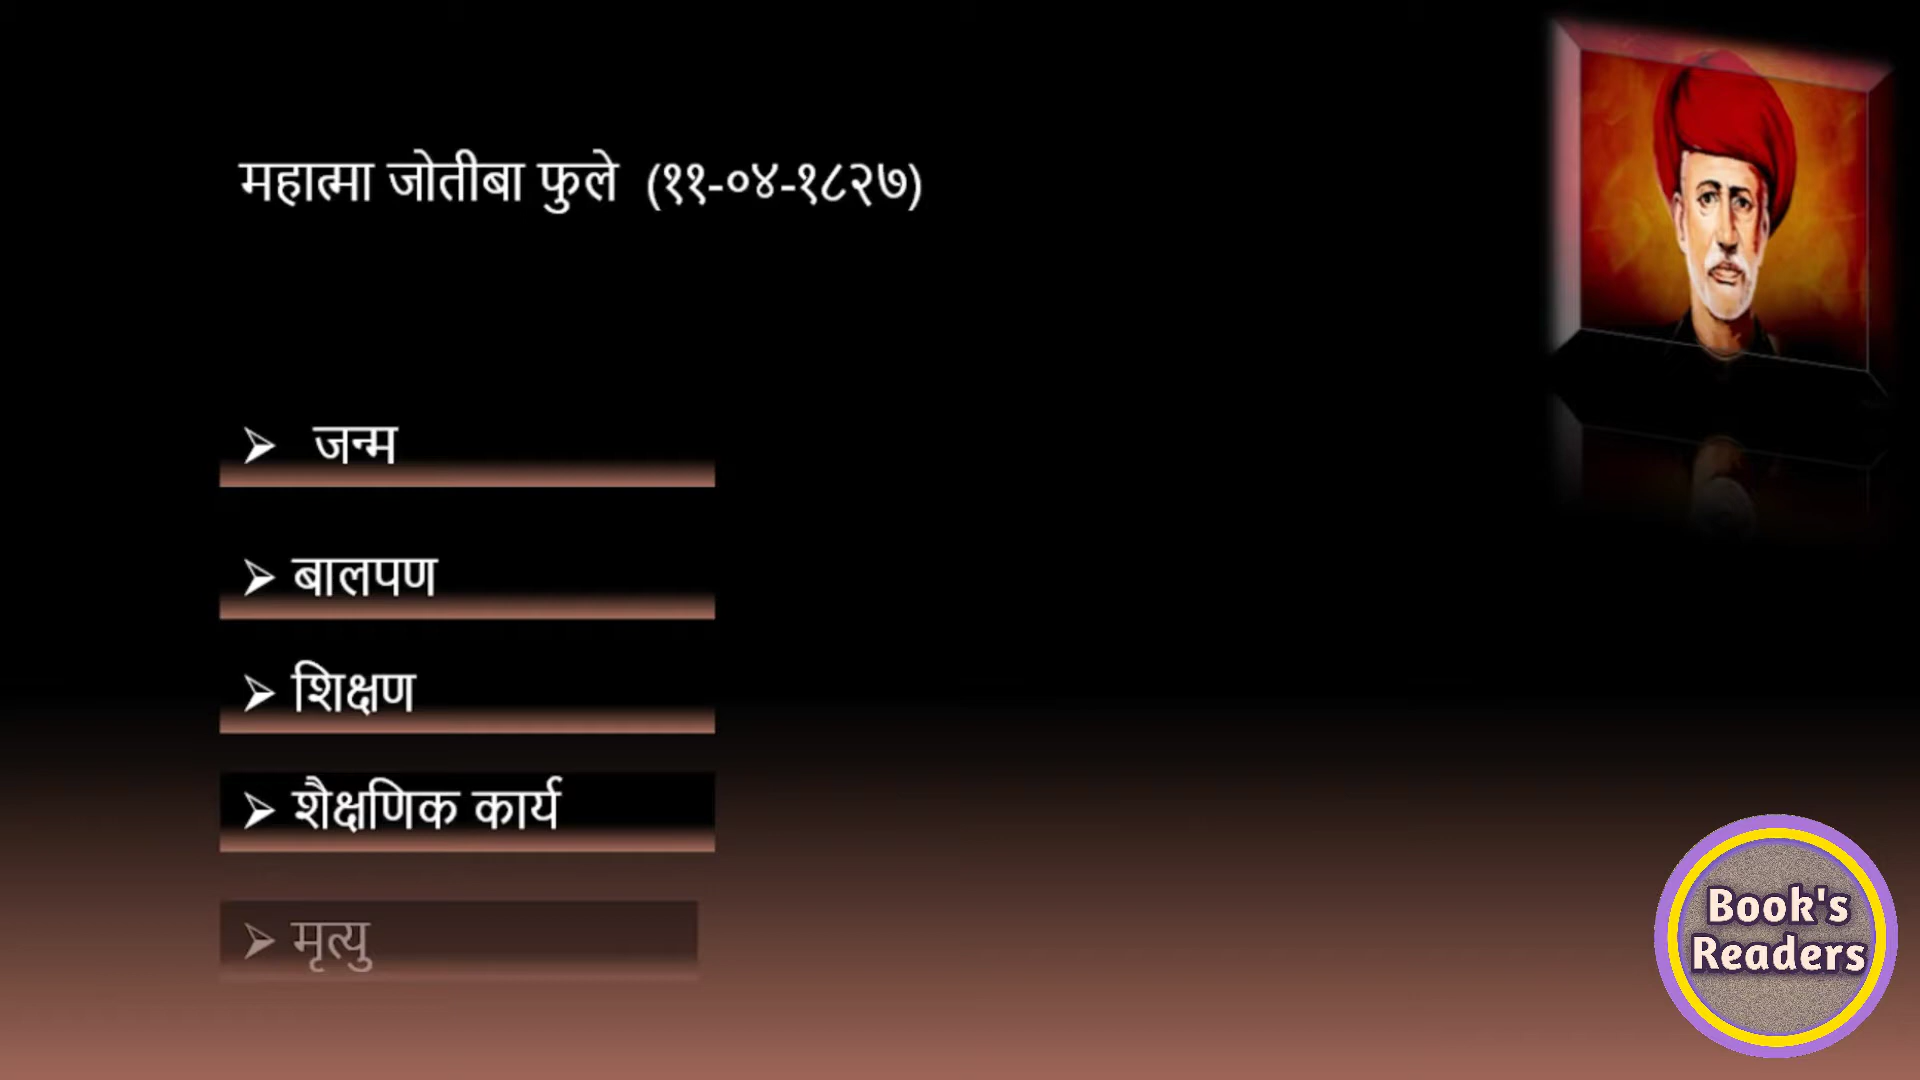 महात्मा जोतीबा फुले (११-०४-१८२७)
➢ जन्म
➢ बालपण
➢ शिक्षण
➢ शैक्षणिक कार्य
➢ मृत्यु
Book's
Readers